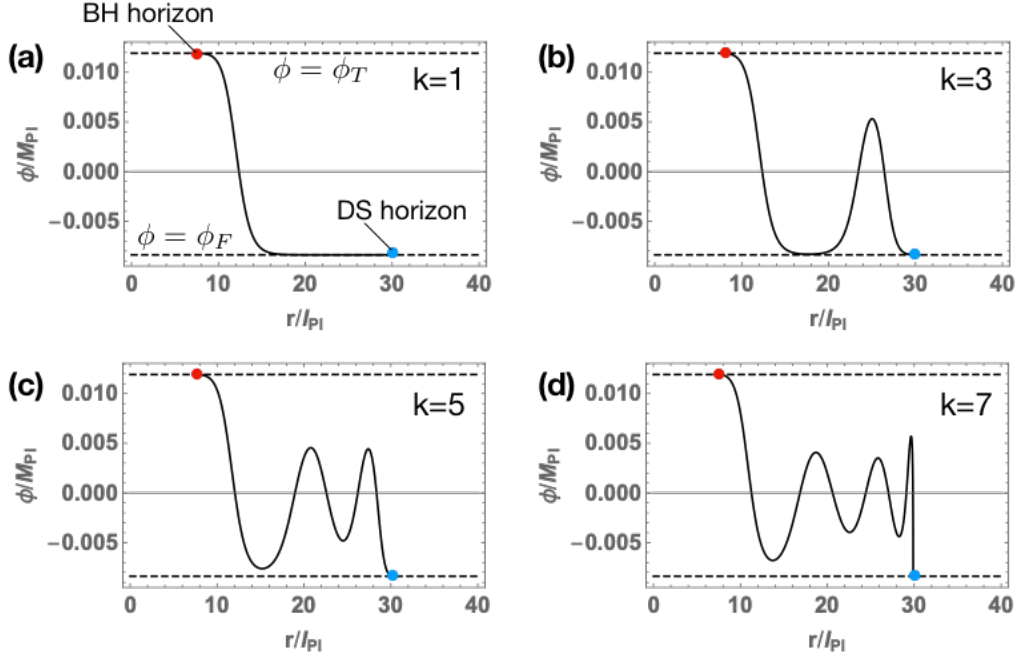 BH horizon
(a)
0.010
0.005
0.000
−0.005
ϕ/M_Pl
ϕ = ϕ_T
k=1
DS horizon
ϕ = ϕ_F
0 10 20 30 40
r/l_Pl
(b)
0.010
0.005
0.000
−0.005
ϕ/M_Pl
k=3
0 10 20 30 40
r/l_Pl
(c)
0.010
0.005
0.000
−0.005
ϕ/M_Pl
k=5
0 10 20 30 40
r/l_Pl
(d)
0.010
0.005
0.000
−0.005
ϕ/M_Pl
k=7
0 10 20 30 40
r/l_Pl